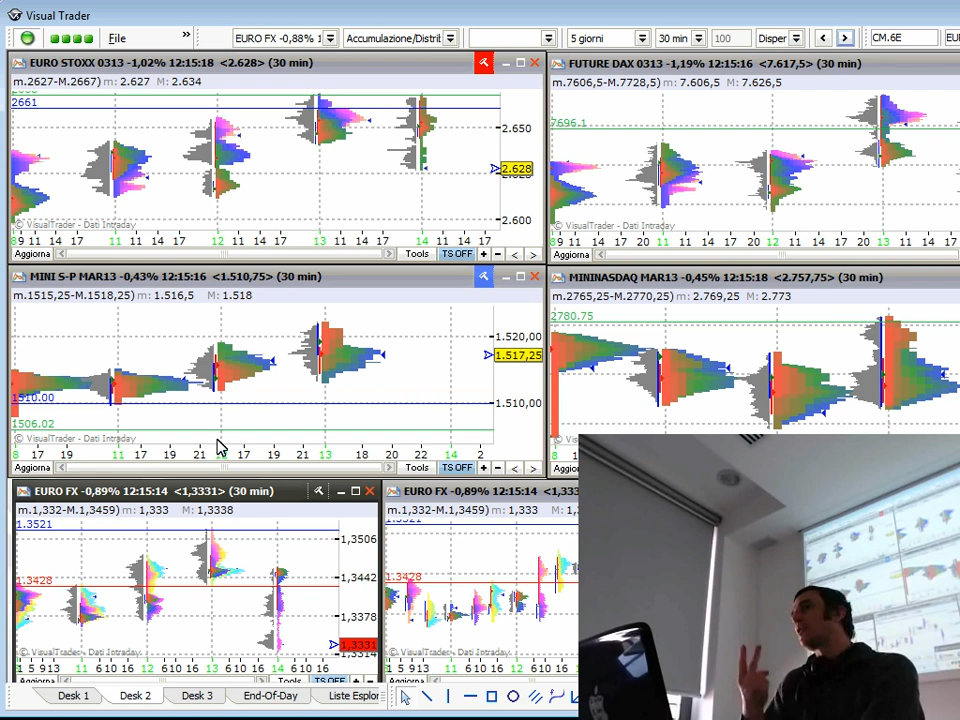 Visual Trader
File
»
EURO FX -0,88% 1
Accumulazione/Distrib
5 giorni
30 min
100
Disper
CM.6E
EUR
EURO STOXX 0313 -1,02% 12:15:18 <2.628> (30 min)
m.2627-M.2667) m: 2.627 M: 2.634
2661
2.650
2.628
2.600
© VisualTrader - Dati Intraday
8 9 11 14 17 11 14 17 12 11 14 17 13 11 14 17 14 11 14 17
Aggiorna
Tools
TS OFF
FUTURE DAX 0313 -1,19% 12:15:16 <7.617,5> (30 min)
m.7606,5-M.7728,5) m: 7.606,5 M: 7.626,5
7696.1
© VisualTrader - Dati Intraday
8 9 11 14 17 20 11 14 17 20 12 11 14 17 20 13 11 14 17
Aggiorna
MINI S-P MAR13 -0,43% 12:15:16 <1.510,75> (30 min)
m.1515,25-M.1518,25) m: 1.516,5 M: 1.518
1.520,00
1.517,25
1.510,00
1510.00
1506.02
© VisualTrader - Dati Intraday
8 17 19 11 17 19 21 12 17 19 21 13 18 20 22 14 2
Aggiorna
Tools
TS OFF
MININASDAQ MAR13 -0,45% 12:15:18 <2.757,75> (30 min)
m.2765,25-M.2770,25) m: 2.769,25 M: 2.773
2780.75
© VisualTrader - Dati Intraday
Aggio
EURO FX -0,89% 12:15:14 <1,3331> (30 min)
m.1,332-M.1,3459) m: 1,333 M: 1,3338
1.3521
1,3506
1,3442
1.3428
1,3378
1,3331
1,3314
© VisualTrader - Dati Intraday
1 5 9 13 11 6 10 16 12 6 10 16 13 6 10 16 14 6 10 16
Tools
TS OFF
EURO FX -0,89% 12:15:14 <1,333
m.1,332-M.1,3459) m: 1,333 M: 1,3338
1.3521
1.3428
© VisualTrader - Dati Intraday
Desk 1
Desk 2
Desk 3
End-Of-Day
Liste Esplor